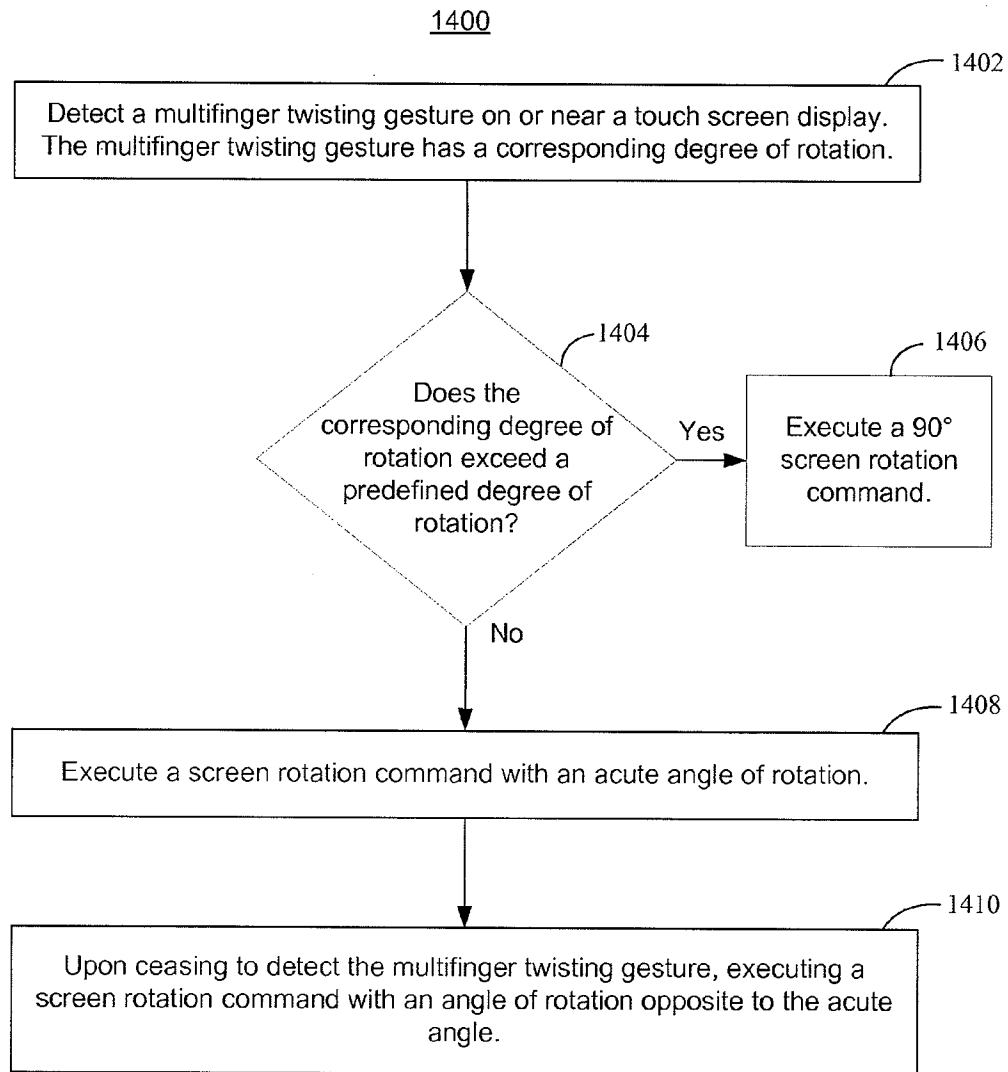 1400
1402
Detect a multifinger twisting gesture on or near a touch screen display.
The multifinger twisting gesture has a corresponding degree of rotation.
1404
Does the
corresponding degree of
rotation exceed a
predefined degree of
rotation?
Yes
1406
Execute a 90°
screen rotation
command.
No
1408
Execute a screen rotation command with an acute angle of rotation.
1410
Upon ceasing to detect the multifinger twisting gesture, executing a
screen rotation command with an angle of rotation opposite to the acute
angle.